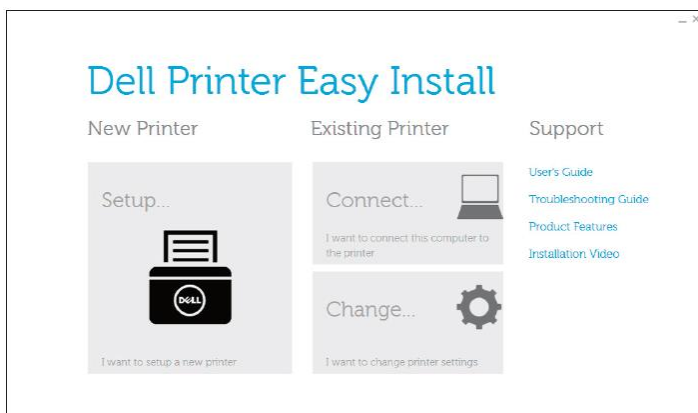 Dell Printer Easy Install
New Printer
Setup...
DELL
I want to setup a new printer
Existing Printer
Connect...
I want to connect this computer to
the printer
Change...
I want to change printer settings
Support
User's Guide
Troubleshooting Guide
Product Features
Installation Video